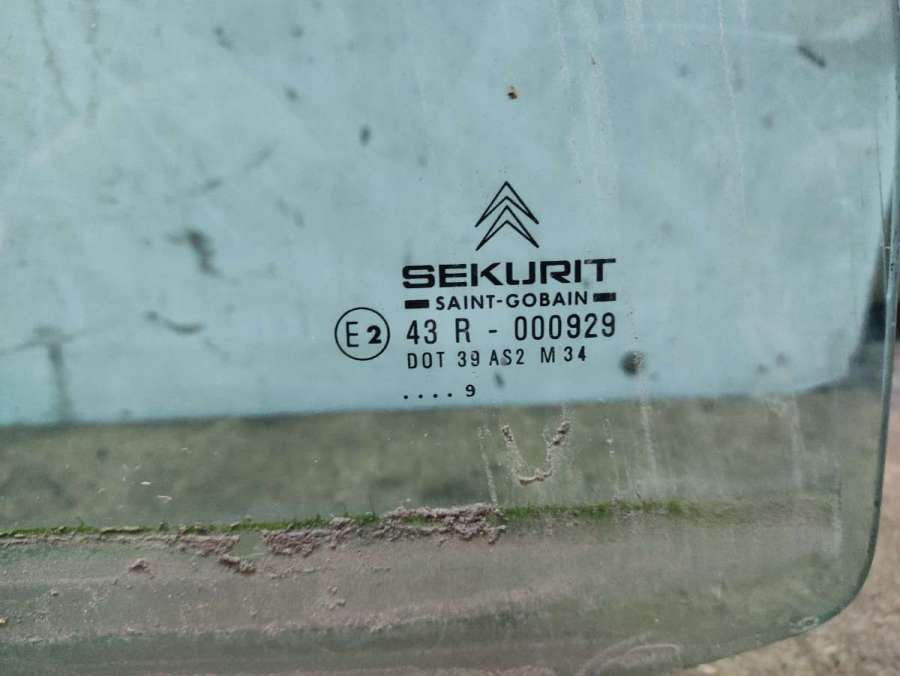 SEKURIT
SAINT-GOBAIN
E2 43 R - 000929
DOT 39 AS2 M34
.... 9